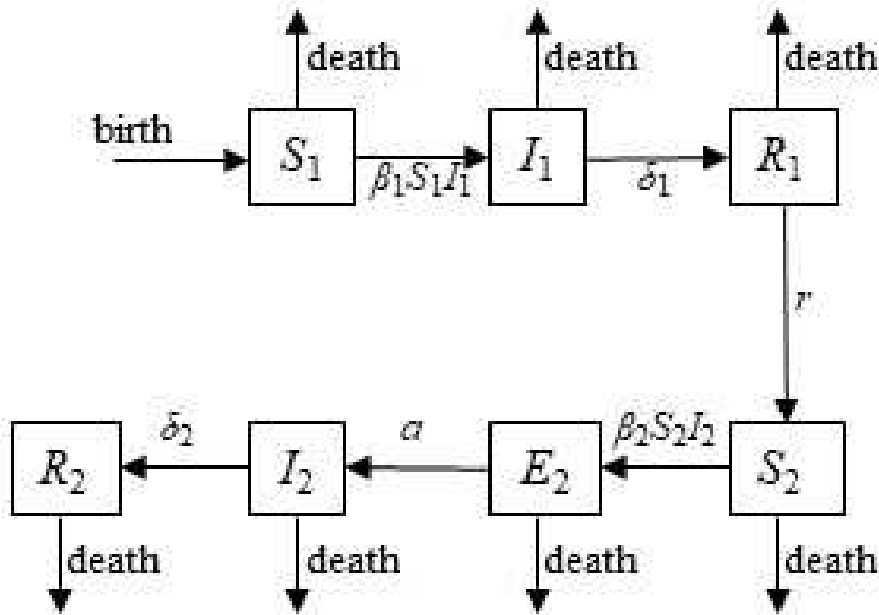 death death death
birth S₁ β₁S₁I₁ I₁ δ₁ R₁
r
R₂ δ₂ I₂ α E₂ β₂S₂I₂ S₂
death death death death